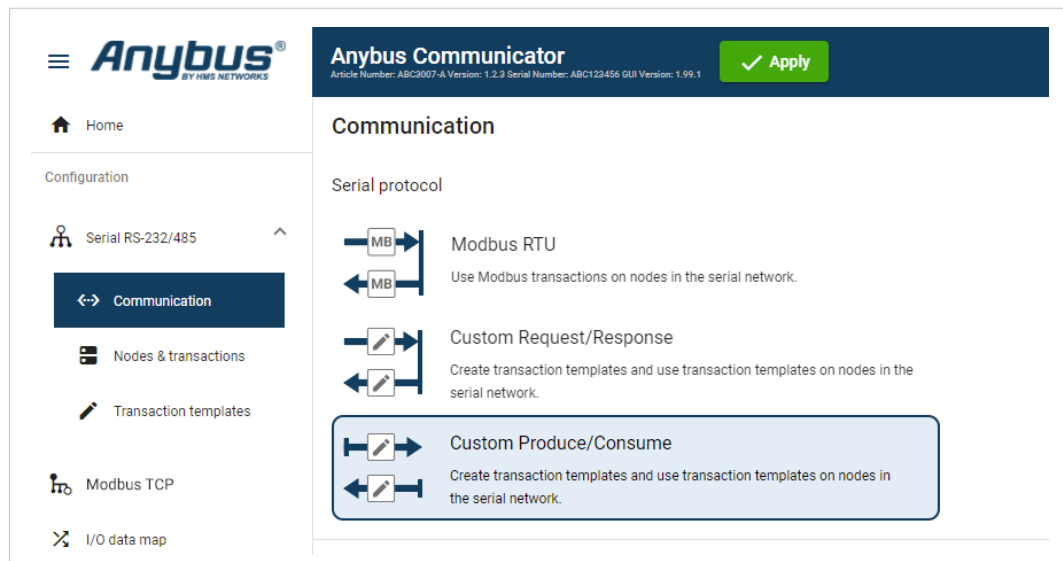 Anybus®
BY HMS NETWORKS
Anybus Communicator
Article Number: ABC3007-A Version: 1.2.3 Serial Number: ABC123456 GUI Version: 1.99.1
Apply
Home
Configuration
Serial RS-232/485
Communication
Nodes & transactions
Transaction templates
Modbus TCP
I/O data map
Communication
Serial protocol
MB
MB
Modbus RTU
Use Modbus transactions on nodes in the serial network.
Custom Request/Response
Create transaction templates and use transaction templates on nodes in the
serial network.
Custom Produce/Consume
Create transaction templates and use transaction templates on nodes in
the serial network.